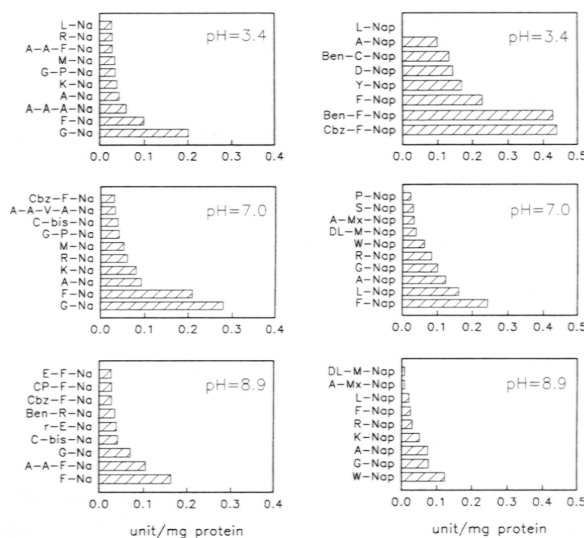 L-Na
R-Na
A-A-F-Na
M-Na
G-P-Na
K-Na
A-Na
A-A-A-Na
F-Na
G-Na
pH=3.4
0.0 0.1 0.2 0.3 0.4
L-Nap
A-Nap
Ben-C-Nap
D-Nap
Y-Nap
F-Nap
Ben-F-Nap
Cbz-F-Nap
pH=3.4
0.0 0.1 0.2 0.3 0.4 0.5
Cbz-F-Na
A-A-V-A-Na
C-bis-Na
G-P-Na
M-Na
R-Na
K-Na
A-Na
F-Na
G-Na
pH=7.0
0.0 0.1 0.2 0.3 0.4
P-Nap
S-Nap
A-Mx-Nap
DL-M-Nap
W-Nap
R-Nap
G-Nap
A-Nap
L-Nap
F-Nap
pH=7.0
0.0 0.1 0.2 0.3 0.4 0.5
E-F-Na
CP-F-Na
Cbz-F-Na
Ben-R-Na
r-E-Na
C-bis-Na
G-Na
A-A-F-Na
F-Na
pH=8.9
0.0 0.1 0.2 0.3 0.4
unit/mg protein
DL-M-Nap
A-Mx-Nap
L-Nap
F-Nap
R-Nap
K-Nap
A-Nap
G-Nap
W-Nap
pH=8.9
0.0 0.1 0.2 0.3 0.4 0.5
unit/mg protein